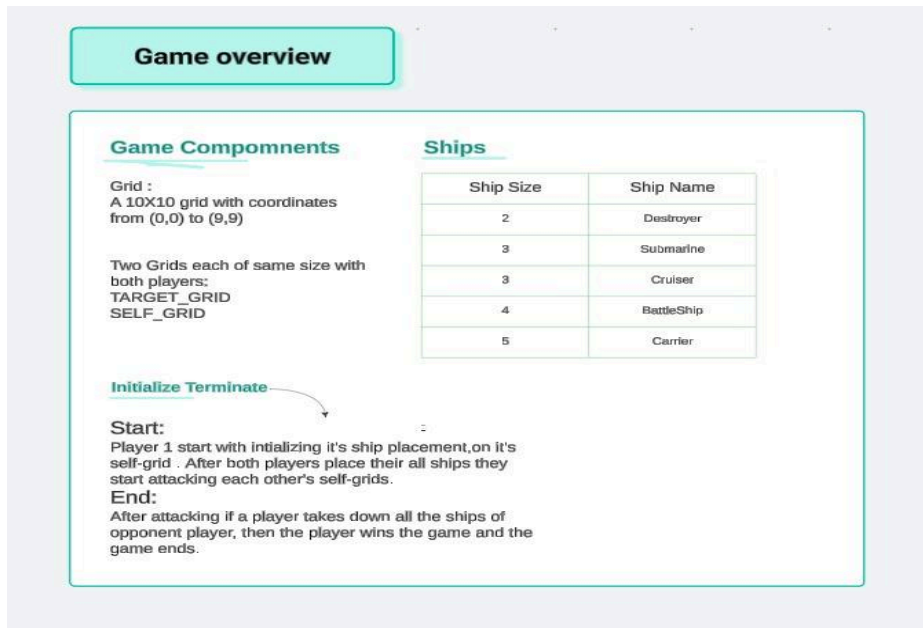 Game overview
Game Compomnents
Grid :
A 10X10 grid with coordinates
from (0,0) to (9,9)
Two Grids each of same size with
both players:
TARGET_GRID
SELF_GRID
Ships
Ship Size Ship Name
2 Destroyer
3 Submarine
3 Cruiser
4 BattleShip
5 Carrier
Initialize Terminate
Start:
:
Player 1 start with intializing it's ship placement,on it's
self-grid . After both players place their all ships they
start attacking each other's self-grids.
End:
After attacking if a player takes down all the ships of
opponent player, then the player wins the game and the
game ends.